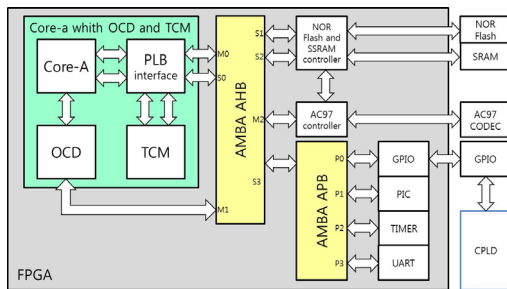 Core-a whith OCD and TCM
Core-A
PLB
interface
OCD
TCM
M0
S0
M1
AMBA AHB
S1
S2
M2
S3
NOR
Flash and
SSRAM
controller
AC97
controller
AMBA APB
P0
P1
P2
P3
GPIO
PIC
TIMER
UART
NOR
Flash
SRAM
AC97
CODEC
GPIO
CPLD
FPGA